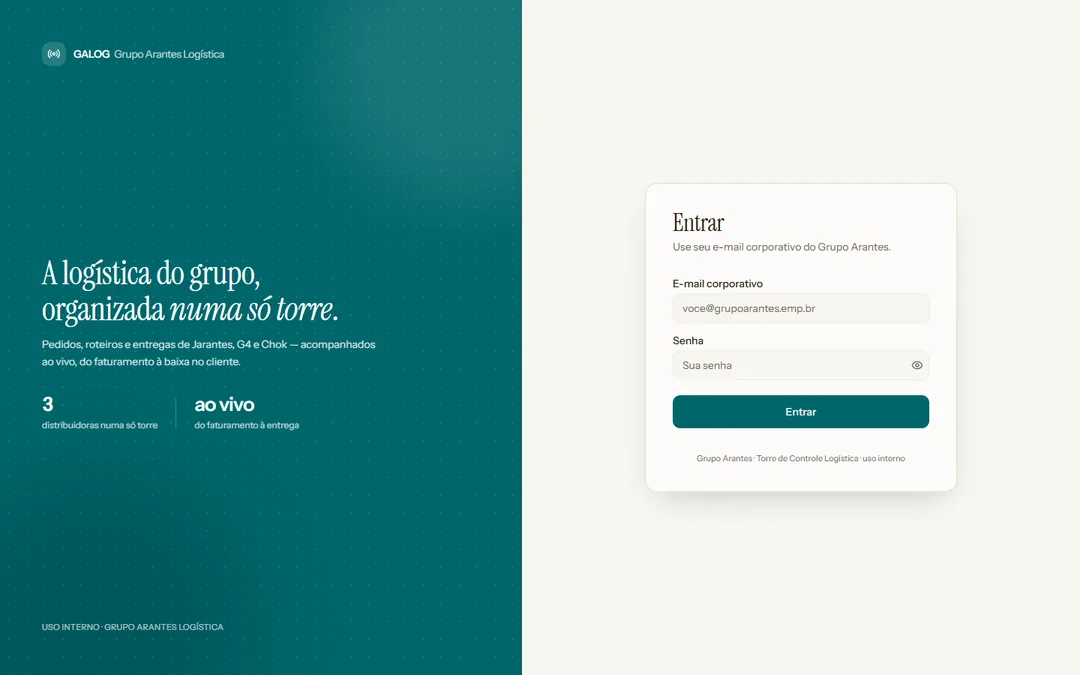 GALOG Grupo Arantes Logística
A logística do grupo,
organizada numa só torre.
Pedidos, roteiros e entregas de Jarantes, G4 e Chok — acompanhados
ao vivo, do faturamento à baixa no cliente.
3
distribuidoras numa só torre
ao vivo
do faturamento à entrega
USO INTERNO · GRUPO ARANTES LOGÍSTICA
Entrar
Use seu e-mail corporativo do Grupo Arantes.
E-mail corporativo
voce@grupoarantes.emp.br
Senha
Sua senha
Entrar
Grupo Arantes · Torre de Controle Logística · uso interno